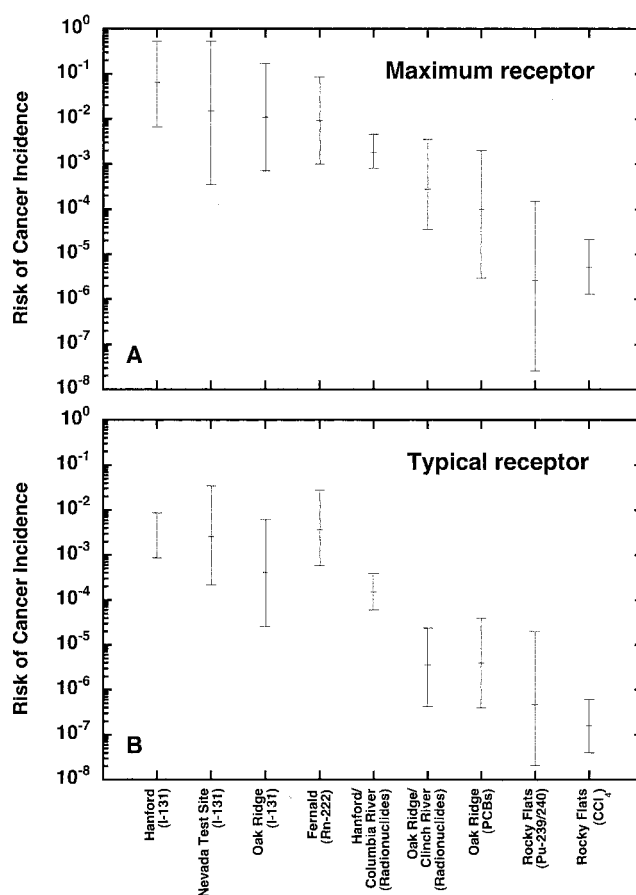 10^0
10^-1
10^-2
10^-3
10^-4
10^-5
10^-6
10^-7
10^-8
Risk of Cancer Incidence
Maximum receptor
A
10^0
10^-1
10^-2
10^-3
10^-4
10^-5
10^-6
10^-7
10^-8
Risk of Cancer Incidence
Typical receptor
B
Hanford
(I-131)
Nevada Test Site
(I-131)
Oak Ridge
(I-131)
Fernald
(Rn-222)
Hanford/
Columbia River
(Radionuclides)
Oak Ridge/
Clinch River
(Radionuclides)
Oak Ridge
(PCBs)
Rocky Flats
(Pu-239/240)
Rocky Flats
(CCl4)